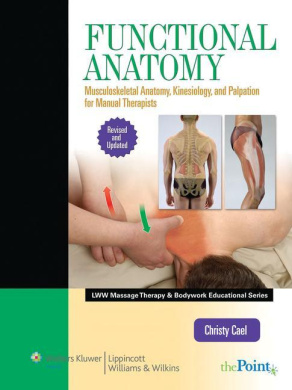 FUNCTIONAL
ANATOMY
Musculoskeletal Anatomy, Kinesiology, and Palpation
for Manual Therapists
Revised
and
Updated
LWW Massage Therapy & Bodywork Educational Series
Christy Cael
Wolters Kluwer
Lippincott
Williams & Wilkins
thePoint